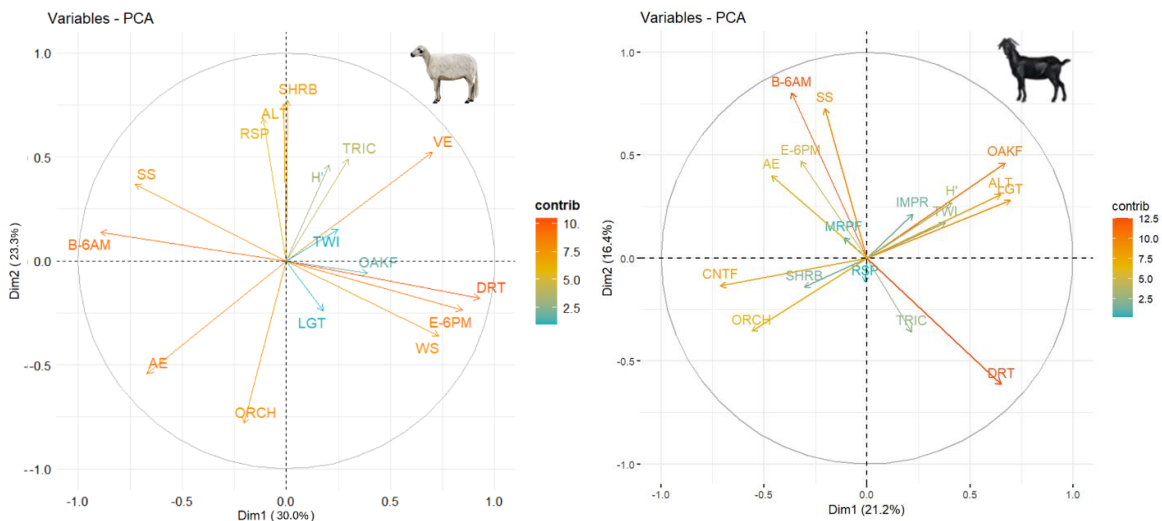 Variables - PCA
1.0
0.5
0.0
-0.5
-1.0
Dim2 ( 23.3%)
SHRB
ALT
RSP
VE
TRIC
H'
SS
B-6AM
TWI
OAKF
DRT
LGT
E-6PM
WS
AE
ORCH
-1.0
-0.5
0.0
0.5
1.0
Dim1 ( 30.0%)
contrib
10.
7.5
5.0
2.5
Variables - PCA
1.0
0.5
0.0
-0.5
-1.0
Dim2 (16.4%)
B-6AM
SS
E-6PM
AE
OAKF
H'
ALT
LGT
IMPR
TWI
MRPF
CNTF
SHRB
RSP
ORCH
TRIC
DRT
-1.0
-0.5
0.0
0.5
1.0
Dim1 (21.2%)
contrib
12.5
10.0
7.5
5.0
2.5